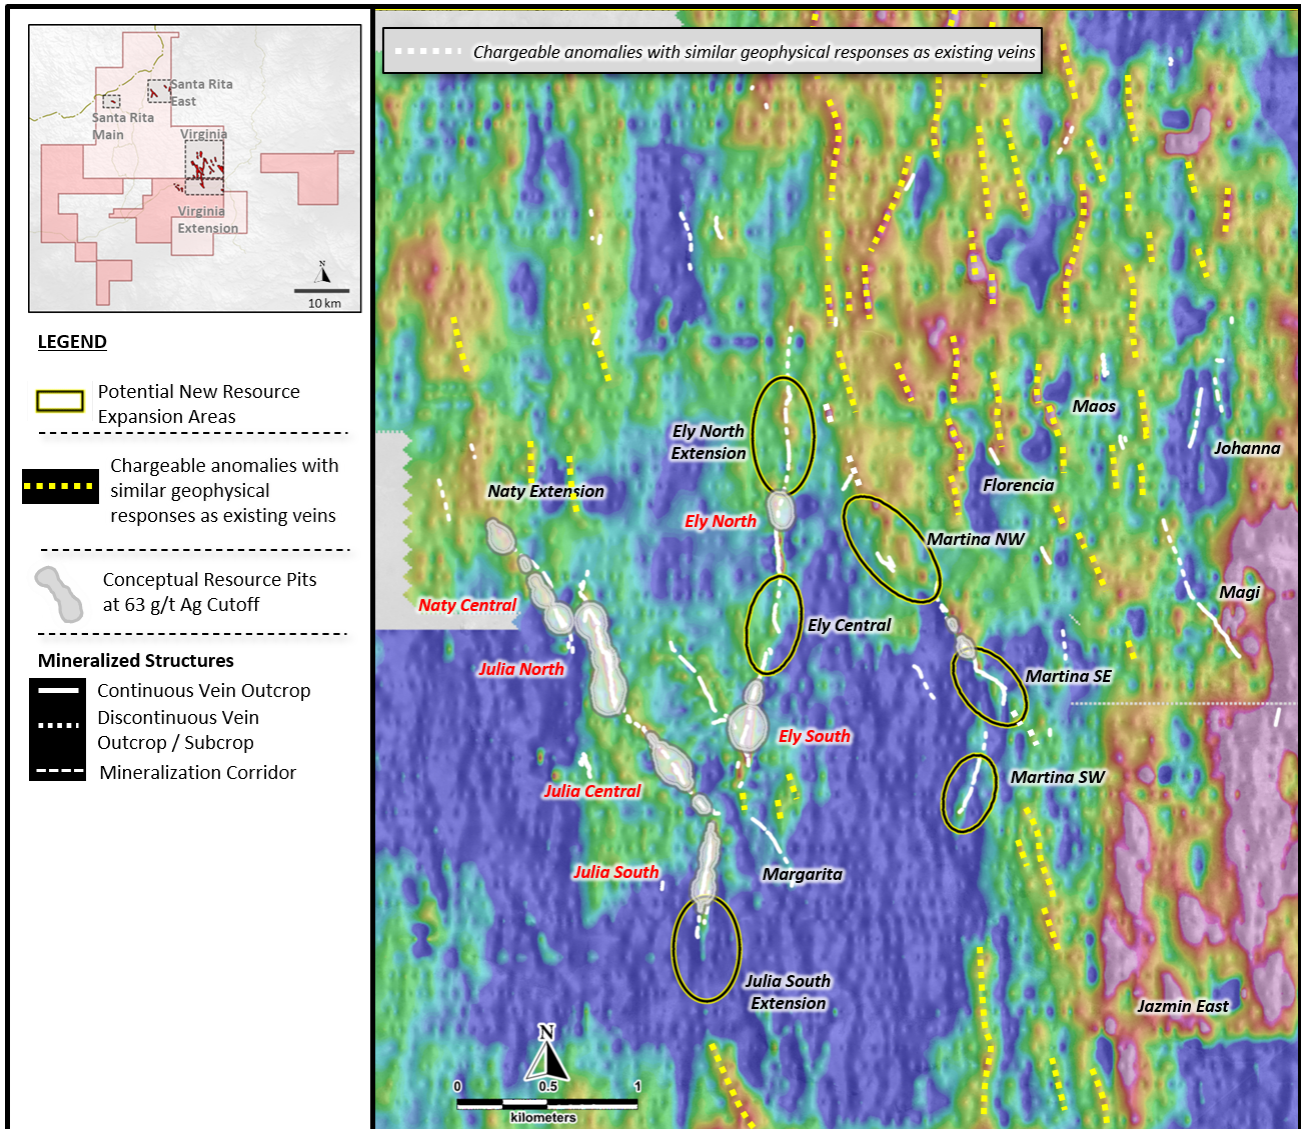 Santa Rita
East
Santa Rita
Main
Virginia
Virginia
Extension
N
10 km
LEGEND
Potential New Resource
Expansion Areas
Chargeable anomalies with
similar geophysical
responses as existing veins
Conceptual Resource Pits
at 63 g/t Ag Cutoff
Mineralized Structures
Continuous Vein Outcrop
Discontinuous Vein
Outcrop / Subcrop
Mineralization Corridor
Chargeable anomalies with similar geophysical responses as existing veins
Maos
Johanna
Ely North
Extension
Florencia
Naty Extension
Ely North
Martina NW
Magi
Naty Central
Ely Central
Julia North
Martina SE
Ely South
Martina SW
Julia Central
Julia South
Margarita
Julia South
Extension
Jazmin East
N
0 0.5 1
kilometers